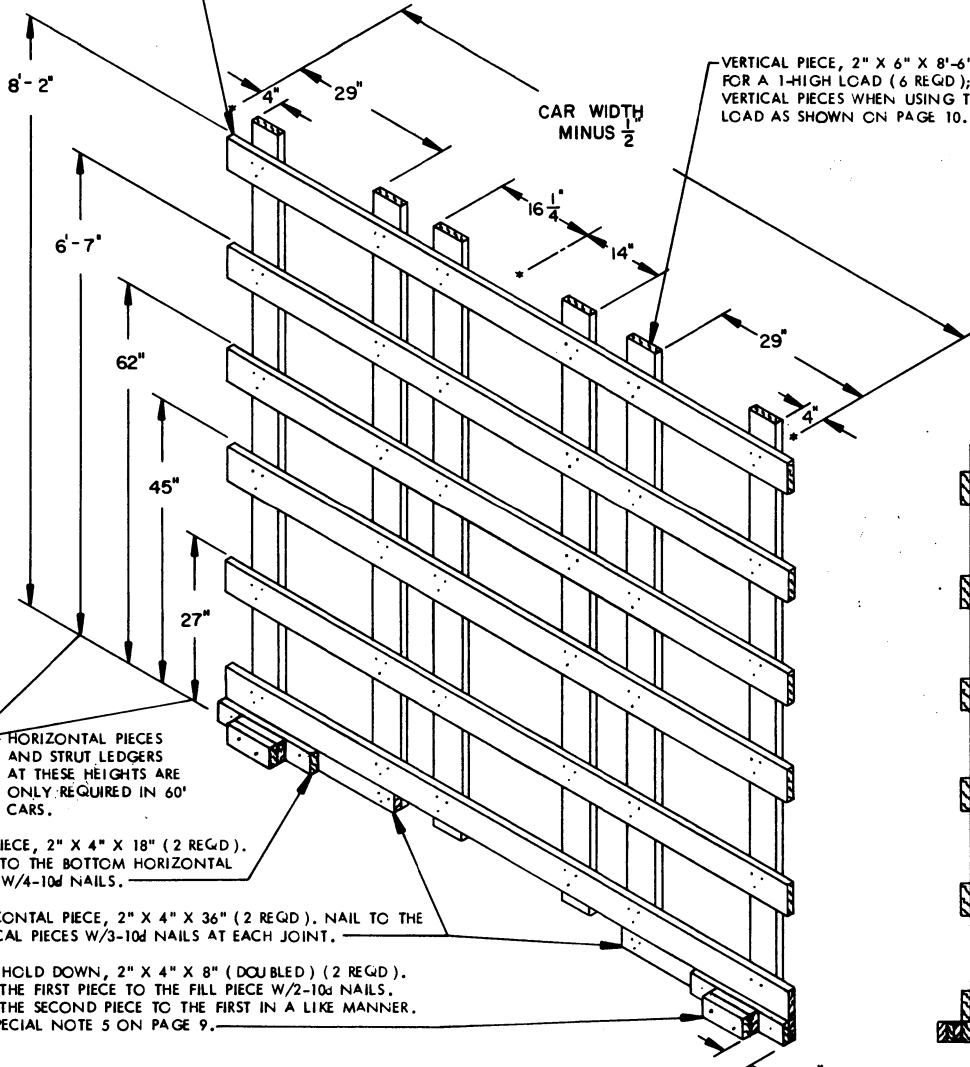 8'-2"
4"
29"
CAR WIDTH
MINUS 1/2"
VERTICAL PIECE, 2" X 6" X 8'-6"
FOR A 1-HIGH LOAD (6 REQD);
VERTICAL PIECES WHEN USING T
LOAD AS SHOWN ON PAGE 10.
*
16 1/4"
14"
*
6'-7"
62"
29"
4"
*
45"
27"
HORIZONTAL PIECES
AND STRUT LEDGERS
AT THESE HEIGHTS ARE
ONLY REQUIRED IN 60'
CARS.
IECE, 2" X 4" X 18" (2 REQD).
TO THE BOTTOM HORIZONTAL
W/4-10d NAILS.
ONTAL PIECE, 2" X 4" X 36" (2 REQD). NAIL TO THE
CAL PIECES W/3-10d NAILS AT EACH JOINT.
HOLD DOWN, 2" X 4" X 8" (DOUBLED) (2 REQD).
THE FIRST PIECE TO THE FILL PIECE W/2-10d NAILS.
THE SECOND PIECE TO THE FIRST IN A LIKE MANNER.
PECIAL NOTE 5 ON PAGE 9.